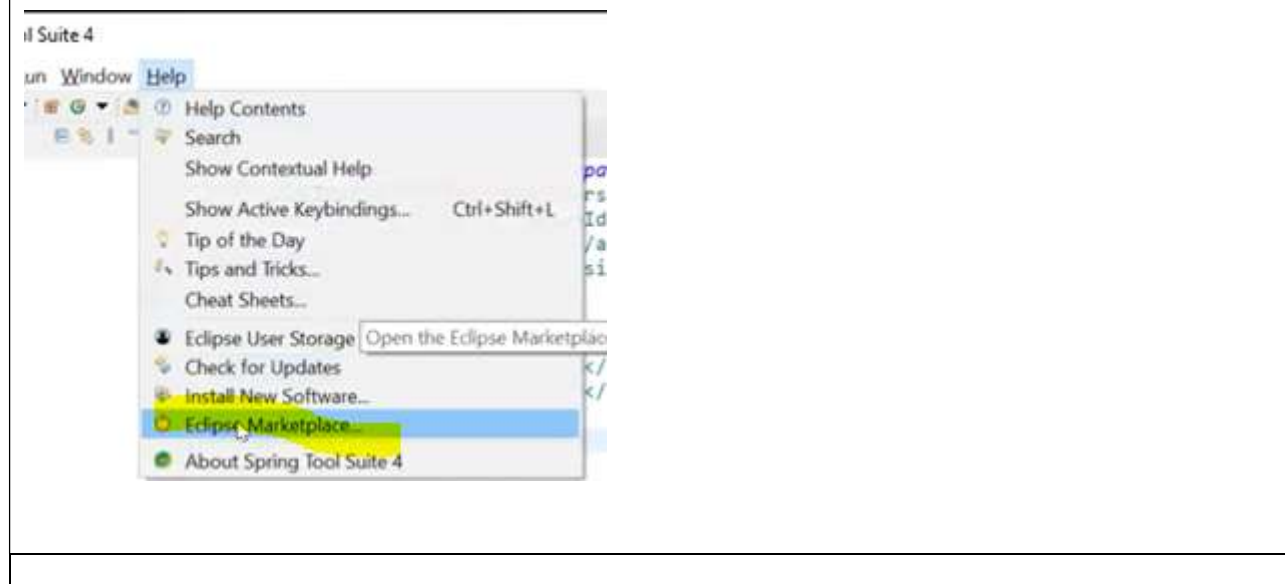 l Suite 4
un Window Help
Help Contents
Search
Show Contextual Help
Show Active Keybindings... Ctrl+Shift+L
Tip of the Day
Tips and Tricks...
Cheat Sheets...
Eclipse User Storage Open the Eclipse Marketplac
Check for Updates
Install New Software...
Eclipse Marketplace...
About Spring Tool Suite 4
pa
rs
Id
/a
si
</
</